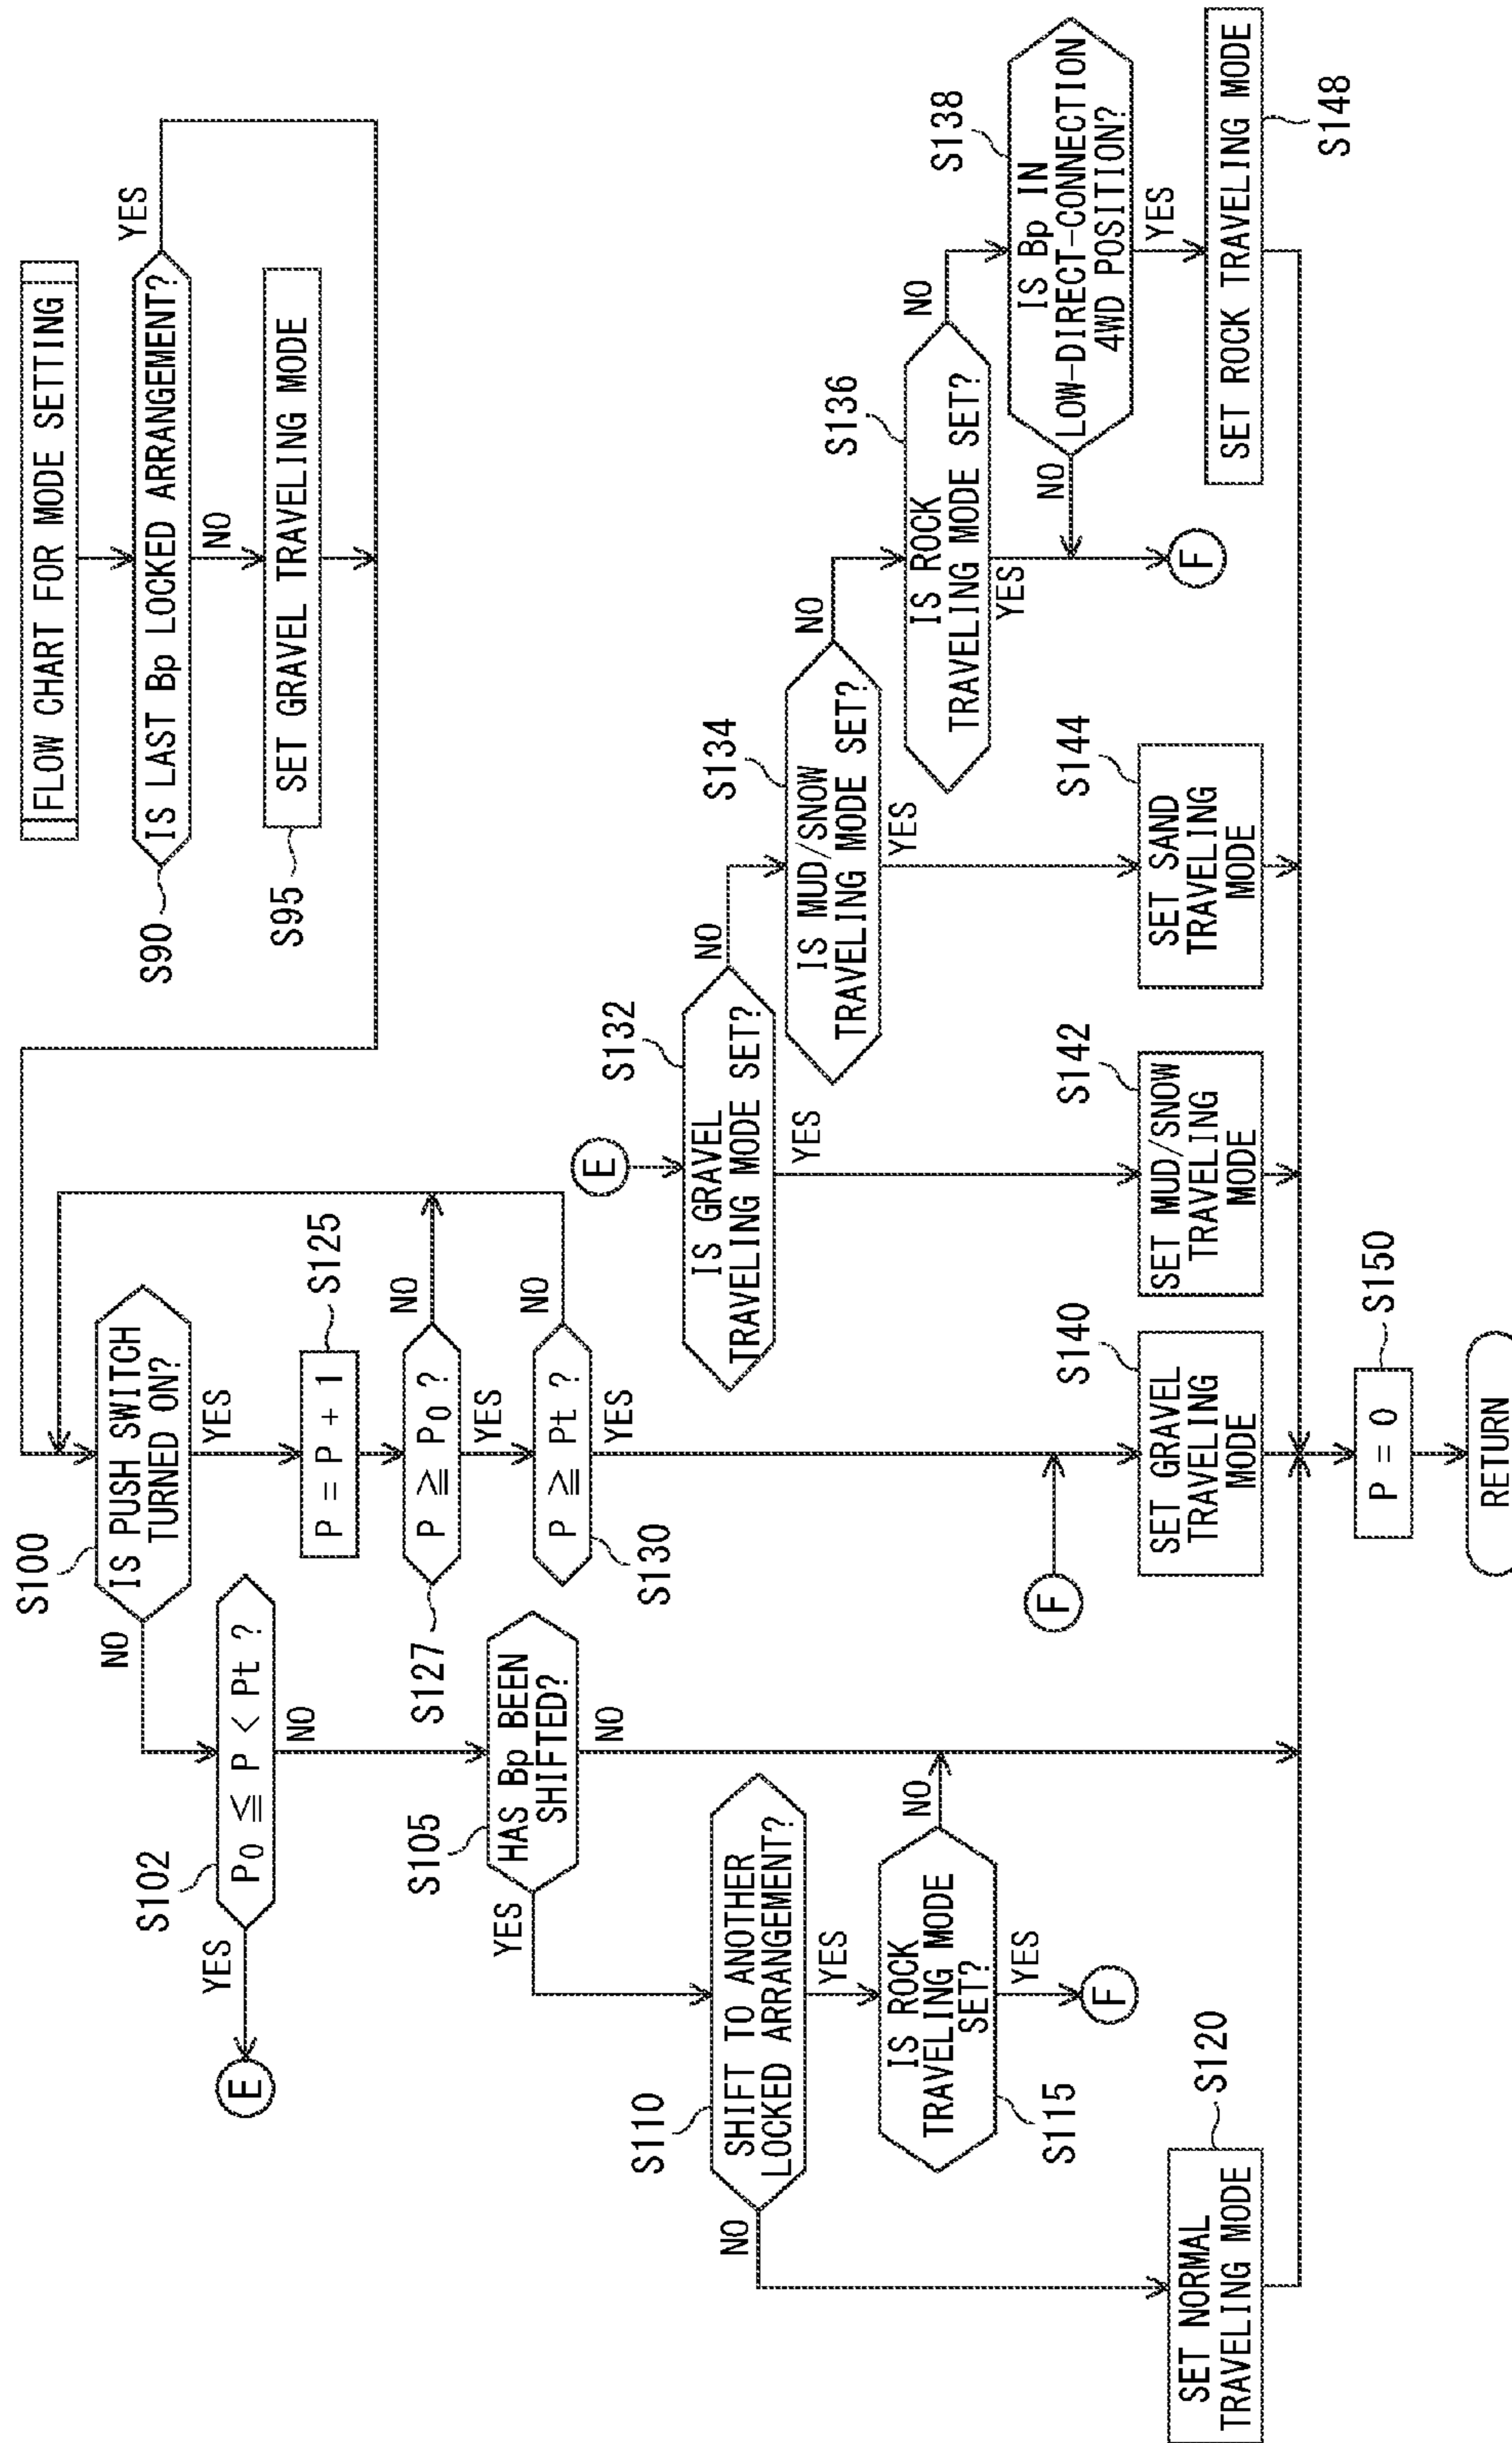 FLOW CHART FOR MODE SETTING
S90
IS LAST Bp LOCKED ARRANGEMENT?
YES
NO
S95
SET GRAVEL TRAVELING MODE
S100
IS PUSH SWITCH
TURNED ON?
NO
YES
S102
P0 ≦ P < Pt ?
YES
NO
E
S125
P = P + 1
S127
P ≧ P0 ?
NO
YES
S130
P ≧ Pt ?
NO
YES
S105
HAS Bp BEEN
SHIFTED?
YES
NO
S110
SHIFT TO ANOTHER
LOCKED ARRANGEMENT?
NO
YES
S115
IS ROCK
TRAVELING MODE
SET?
NO
YES
F
S120
SET NORMAL
TRAVELING MODE
E
S132
IS GRAVEL
TRAVELING MODE SET?
NO
YES
S134
IS MUD/SNOW
TRAVELING MODE SET?
NO
YES
S136
IS ROCK
TRAVELING MODE SET?
NO
YES
S138
IS Bp IN
LOW-DIRECT-CONNECTION
4WD POSITION?
NO
YES
F
F
S140
SET GRAVEL
TRAVELING
MODE
S142
SET MUD/SNOW
TRAVELING
MODE
S144
SET SAND
TRAVELING
MODE
S148
SET ROCK TRAVELING MODE
S150
P = 0
RETURN